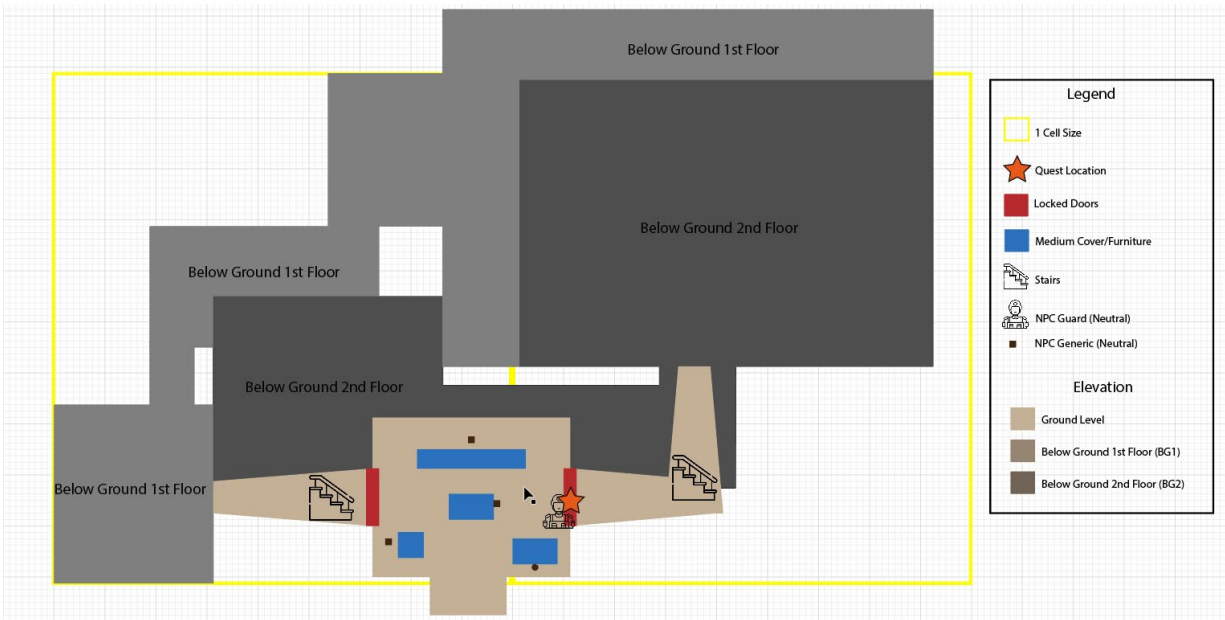 Below Ground 1st Floor
Below Ground 2nd Floor
Below Ground 1st Floor
Below Ground 2nd Floor
Below Ground 1st Floor
Legend
1 Cell Size
Quest Location
Locked Doors
Medium Cover/Furniture
Stairs
NPC Guard (Neutral)
NPC Generic (Neutral)
Elevation
Ground Level
Below Ground 1st Floor (BG1)
Below Ground 2nd Floor (BG2)